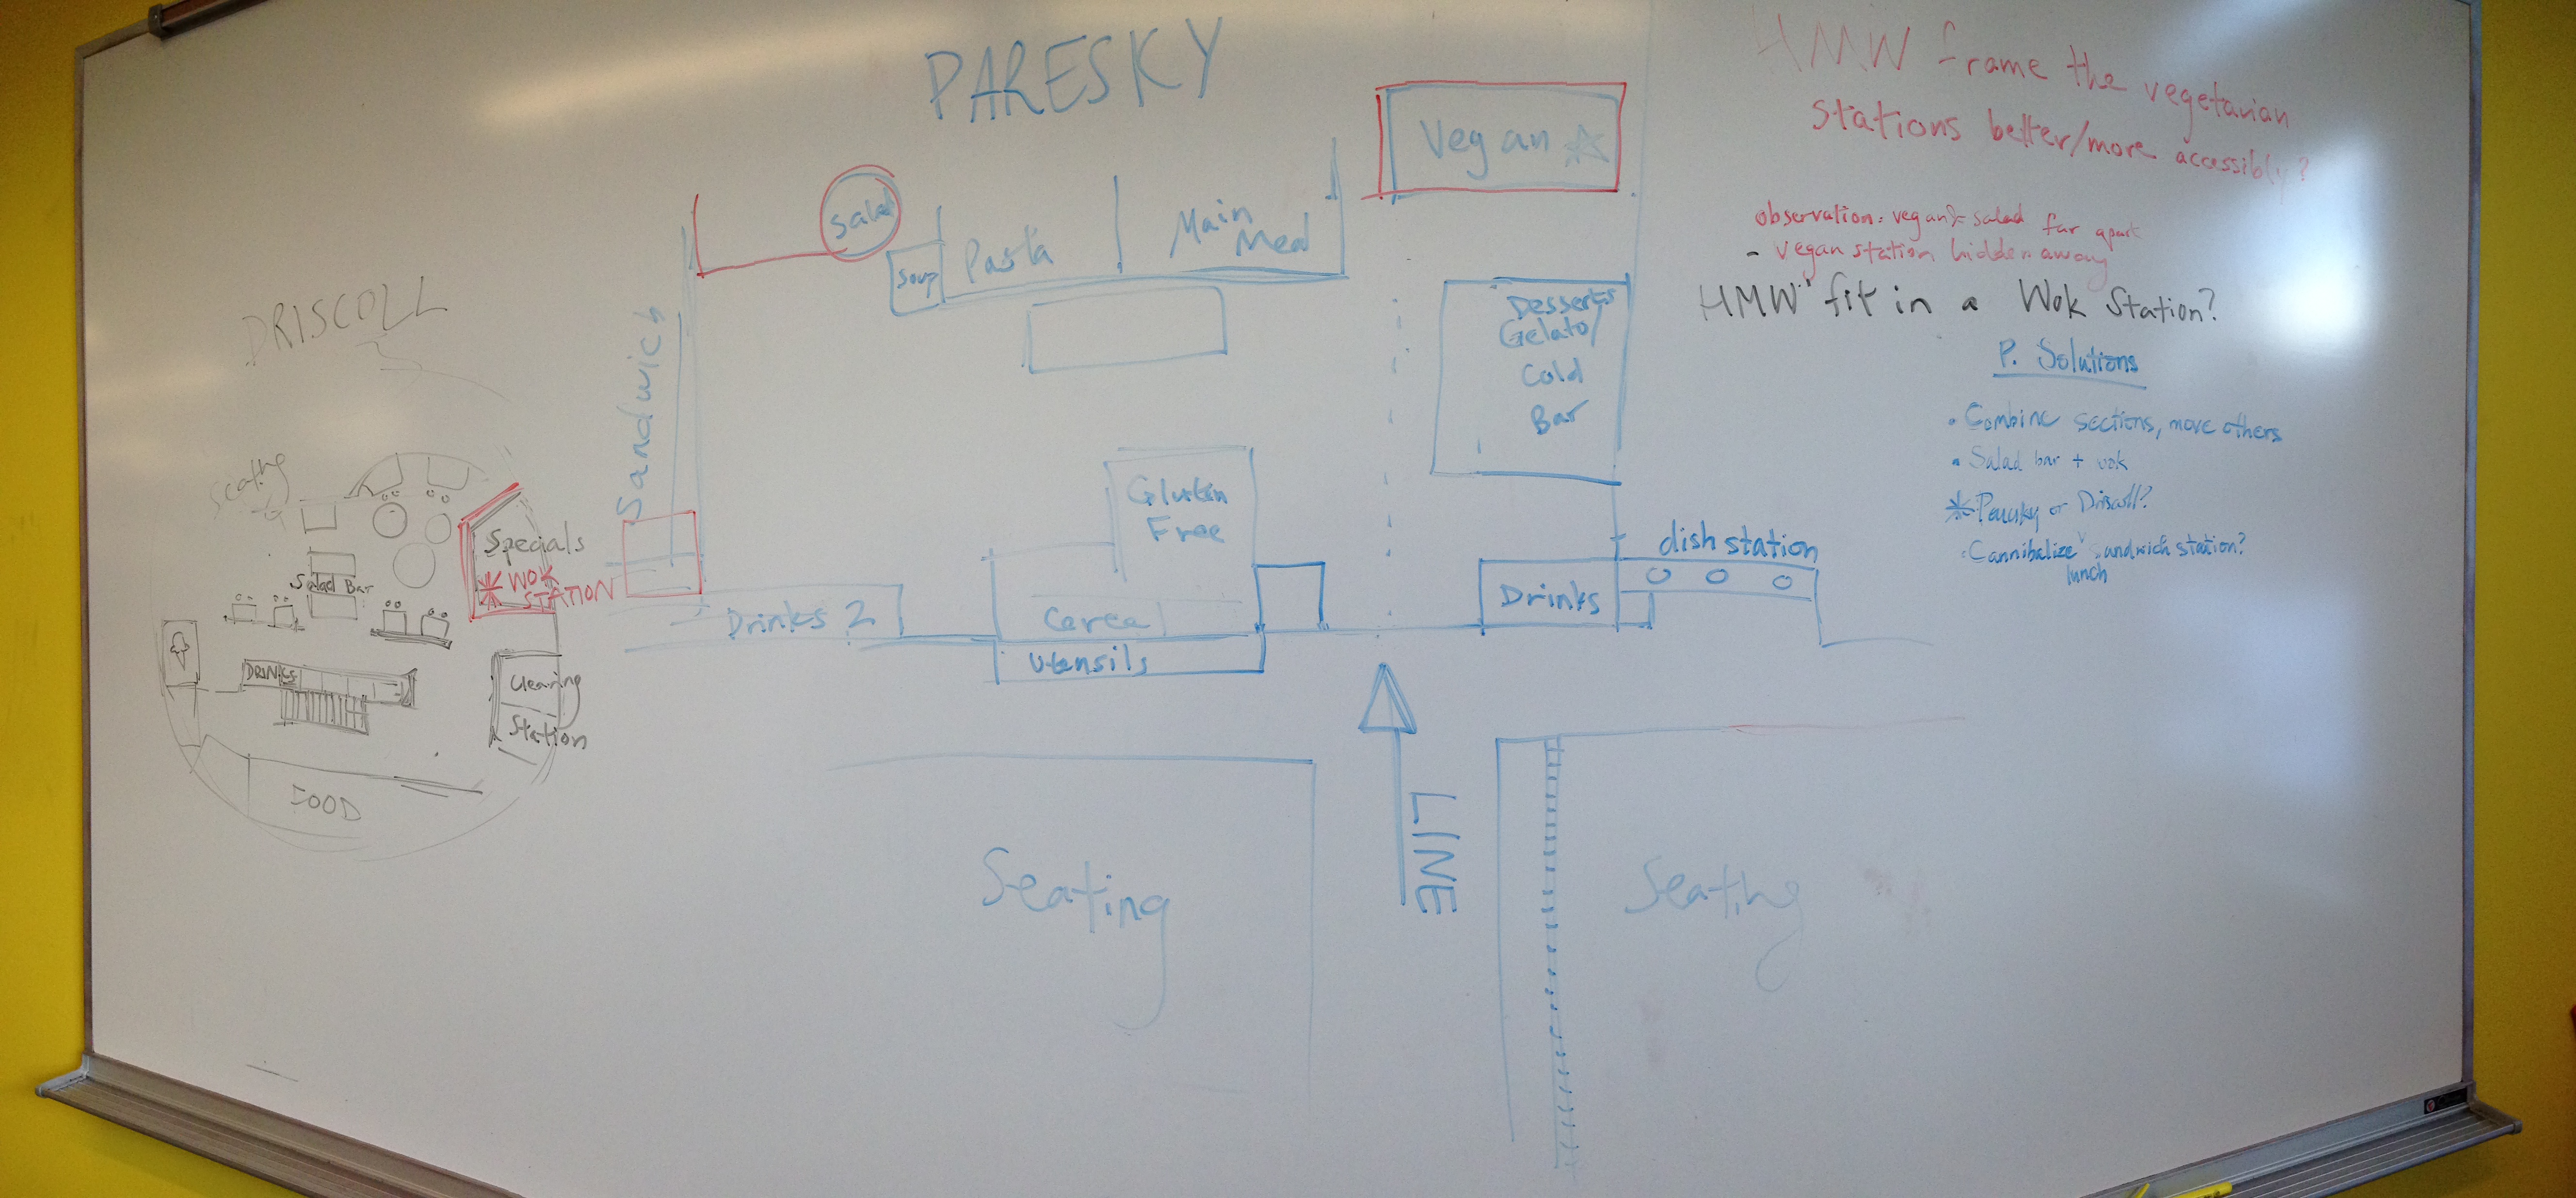 PARESKY
HMW frame the vegetarian
stations better/more accessibly?
observation: vegan & salad far apart
- vegan station hidden away
HMW fit in a Wok Station?
P. Solutions
• Combine sections, move others
• Salad bar + wok
* or Driscoll?
• Cannibalize sandwich station?
lunch
Vegan
Salad
Soup
Pasta
Main
Meal
Sandwich
Desserts
Gelato/
Cold
Bar
Gluten
Free
Cereal
Utensils
Drinks 2
Drinks
dish station
LINE
Seating
Seating
DRISCOLL
Seating
Specials
* WOK
STATION
Salad Bar
DRINKS
Clearing
Station
FOOD